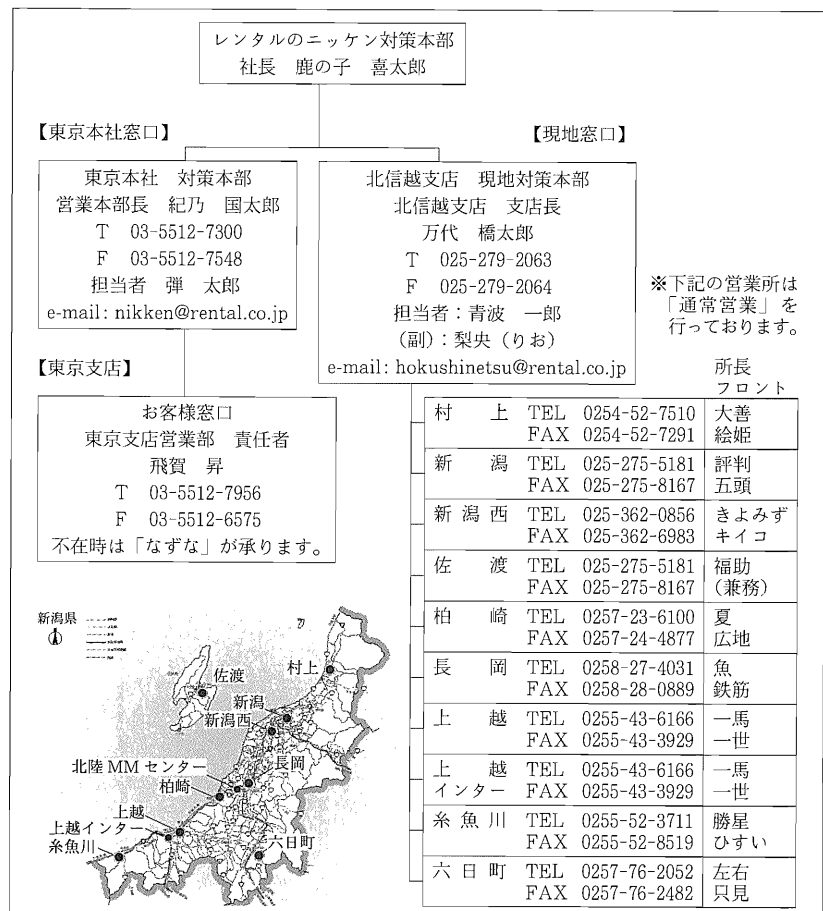 レンタルのニッケン対策本部
社長 鹿の子 喜太郎
【東京本社窓口】
東京本社 対策本部
営業本部長 紀乃 国太郎
T 03-5512-7300
F 03-5512-7548
担当者 弾 太郎
e-mail: nikken@rental.co.jp
【現地窓口】
北信越支店 現地対策本部
北信越支店 支店長
万代 橋太郎
T 025-279-2063
F 025-279-2064
担当者:青波 一郎
(副):梨央(りお)
e-mail: hokushinetsu@rental.co.jp
※下記の営業所は
「通常営業」を
行っております。
【東京支店】
お客様窓口
東京支店営業部 責任者
飛賀 昇
T 03-5512-7956
F 03-5512-6575
不在時は「なずな」が承ります。
所長
フロント
村上 TEL 0254-52-7510 大善
FAX 0254-52-7291 絵姫
新潟 TEL 025-275-5181 評判
FAX 025-275-8167 五頭
新潟西 TEL 025-362-0856 きよみず
FAX 025-362-6983 キイコ
佐渡 TEL 025-275-5181 福助
FAX 025-275-8167 (兼務)
柏崎 TEL 0257-23-6100 夏
FAX 0257-24-4877 広地
長岡 TEL 0258-27-4031 魚
FAX 0258-28-0889 鉄筋
上越 TEL 0255-43-6166 一馬
FAX 0255-43-3929 一世
上越 TEL 0255-43-6166 一馬
インター FAX 0255-43-3929 一世
糸魚川 TEL 0255-52-3711 勝星
FAX 0255-52-8519 ひすい
六日町 TEL 0257-76-2052 左右
FAX 0257-76-2482 只見
新潟県
村上
佐渡
新潟
新潟西
北陸MMセンター
長岡
柏崎
上越
上越インター
糸魚川
六日町